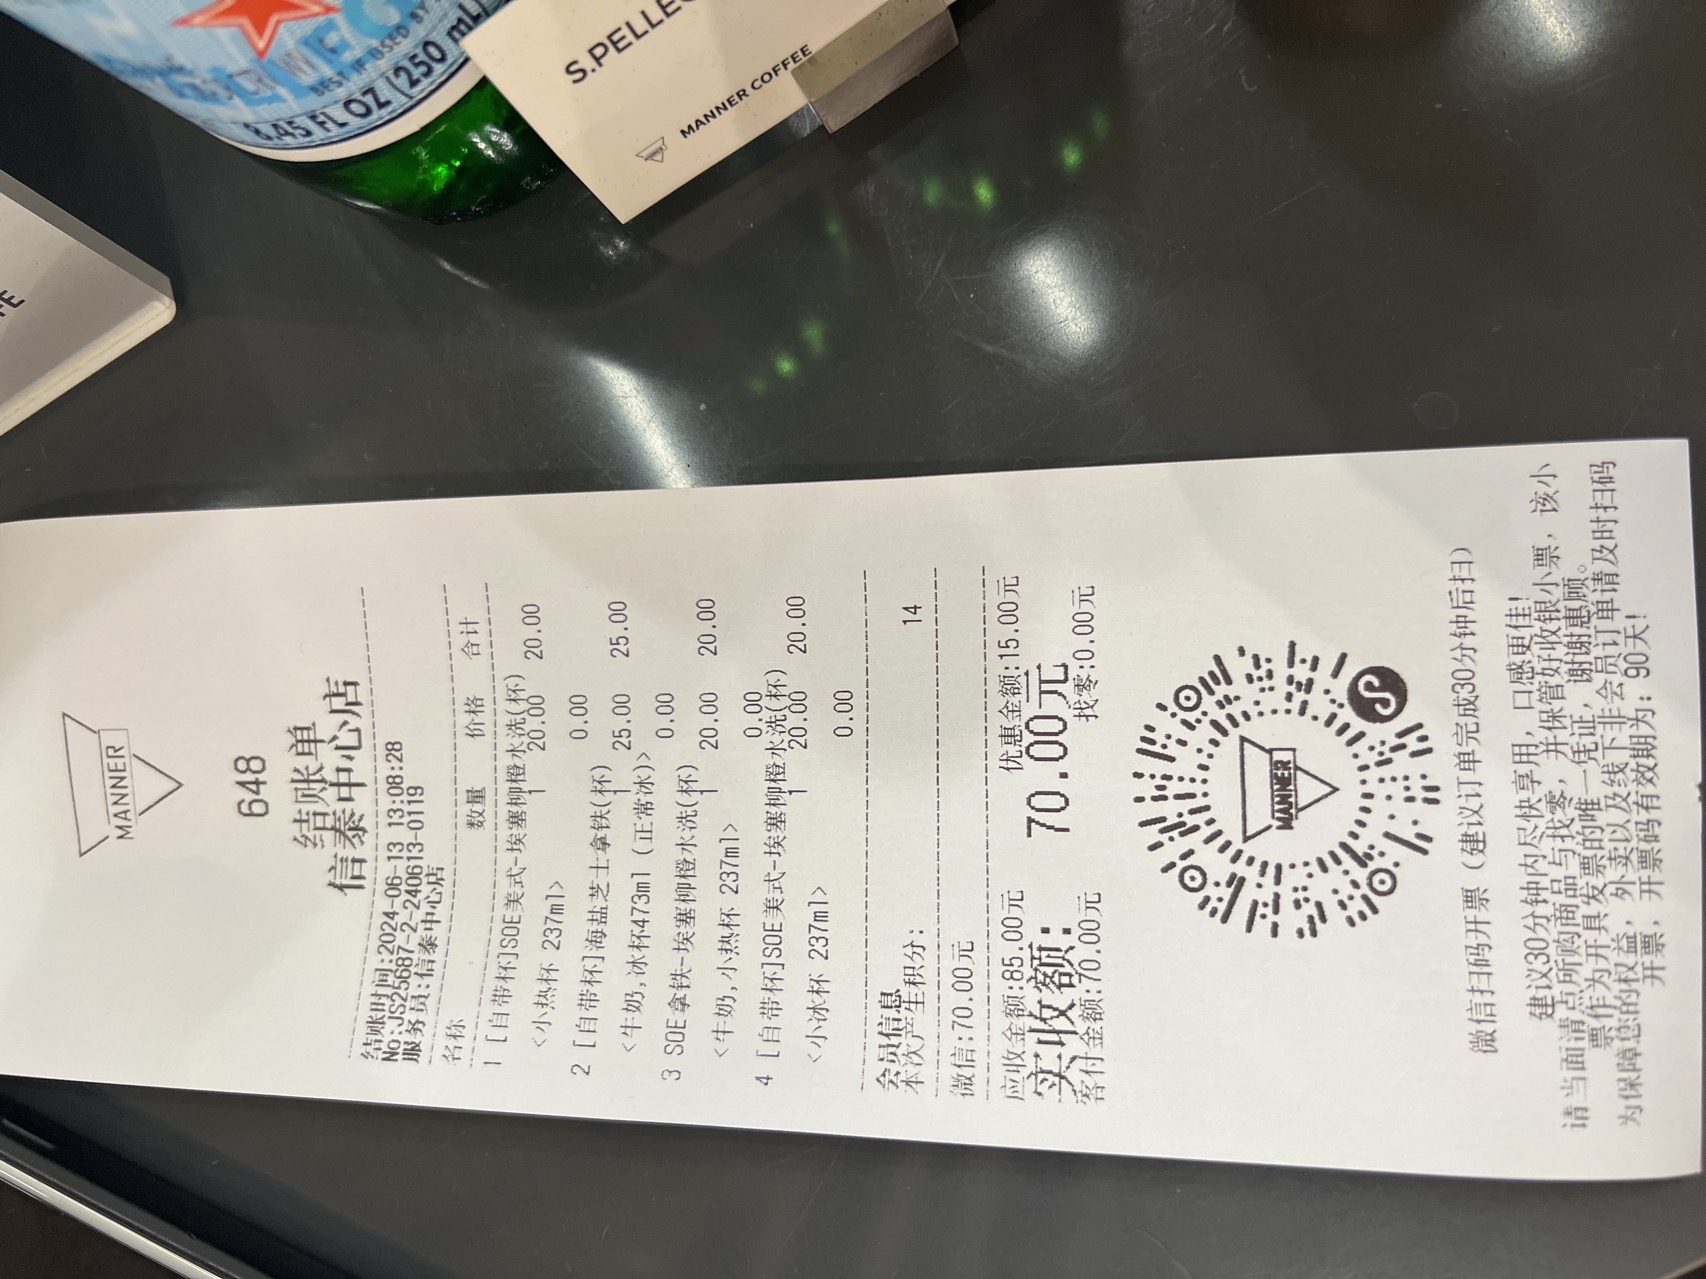 BEST IF USED BY
8.45 FL OZ (250 mL)
S.PELLE
MANNER COFFEE
MANNER
648
结账单
信泰中心店
结账时间:2024-06-13 13:08:28
No:JS25687-2-240613-0119
服务员:信泰中心店
名称 数量 价格 合计
1 [自带杯]SOE美式-埃塞柳橙水洗(杯)
1 20.00 20.00
<小热杯 237ml> 0.00
2 [自带杯]海盐芝士拿铁(杯)
1 25.00 25.00
<牛奶,冰杯473ml (正常冰)> 0.00
3 SOE拿铁-埃塞柳橙水洗(杯)
1 20.00 20.00
<牛奶,小热杯 237ml> 0.00
4 [自带杯]SOE美式-埃塞柳橙水洗(杯)
1 20.00 20.00
<小冰杯 237ml> 0.00
会员信息
本次产生积分: 14
微信:70.00元
应收金额:85.00元 优惠金额:15.00元
实收额: 70.00元
客付金额:70.00元 找零:0.00元
MANNER
微信扫码开票 (建议订单完成30分钟后扫)
建议30分钟内尽快享用，口感更佳!
请当面请点所购商品与找零，并保管好收银小票，该小
票作为开具发票的唯一凭证，谢谢惠顾。
为保障您的权益，外卖以及线下非会员订单请及时扫码
开票，开票码有效期为：90天!